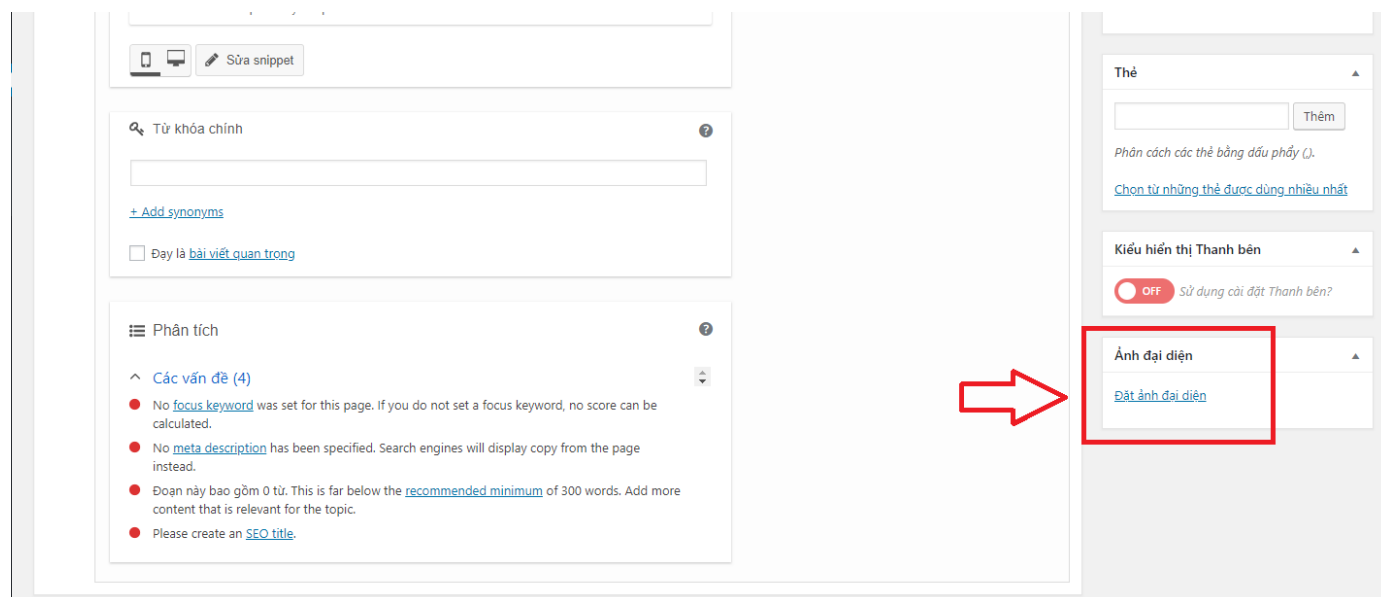 Sửa snippet
Từ khóa chính
+ Add synonyms
Đạy là bài viết quan trọng
Phân tích
Các vấn đề (4)
No focus keyword was set for this page. If you do not set a focus keyword, no score can be
calculated.
No meta description has been specified. Search engines will display copy from the page
instead.
Đoạn này bao gồm 0 từ. This is far below the recommended minimum of 300 words. Add more
content that is relevant for the topic.
Please create an SEO title.
Thẻ
Thêm
Phân cách các thẻ bằng dấu phẩy (,).
Chọn từ những thẻ được dùng nhiều nhất
Kiểu hiển thị Thanh bên
OFF Sử dụng cài đặt Thanh bên?
Ảnh đại diện
Đặt ảnh đại diện